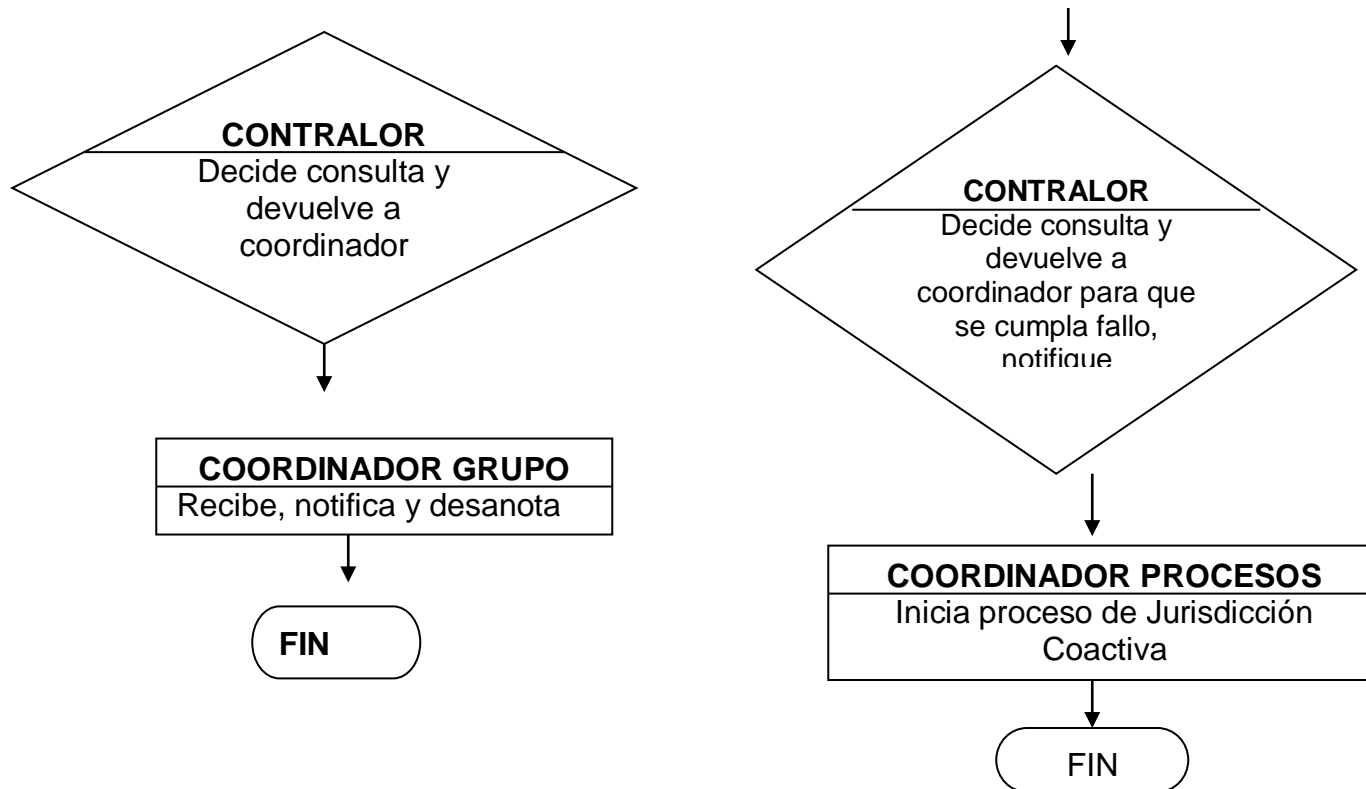 CONTRALOR
Decide consulta y
devuelve a
coordinador
COORDINADOR GRUPO
Recibe, notifica y desanota
FIN
CONTRALOR
Decide consulta y
devuelve a
coordinador para que
se cumpla fallo,
notifique
COORDINADOR PROCESOS
Inicia proceso de Jurisdicción
Coactiva
FIN